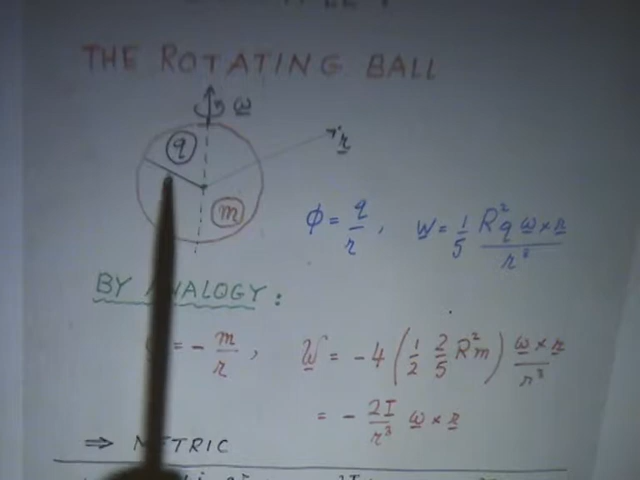 THE ROTATING BALL
ω
q
r
m
ϕ = q/r , w = 1/5 R²q ω × r / r³
BY ANALOGY :
= − m/r , W = −4 ( 1/2 2/5 R²m ) ω × r / r³
= − 2I/r³ ω × r
⇒ METRIC